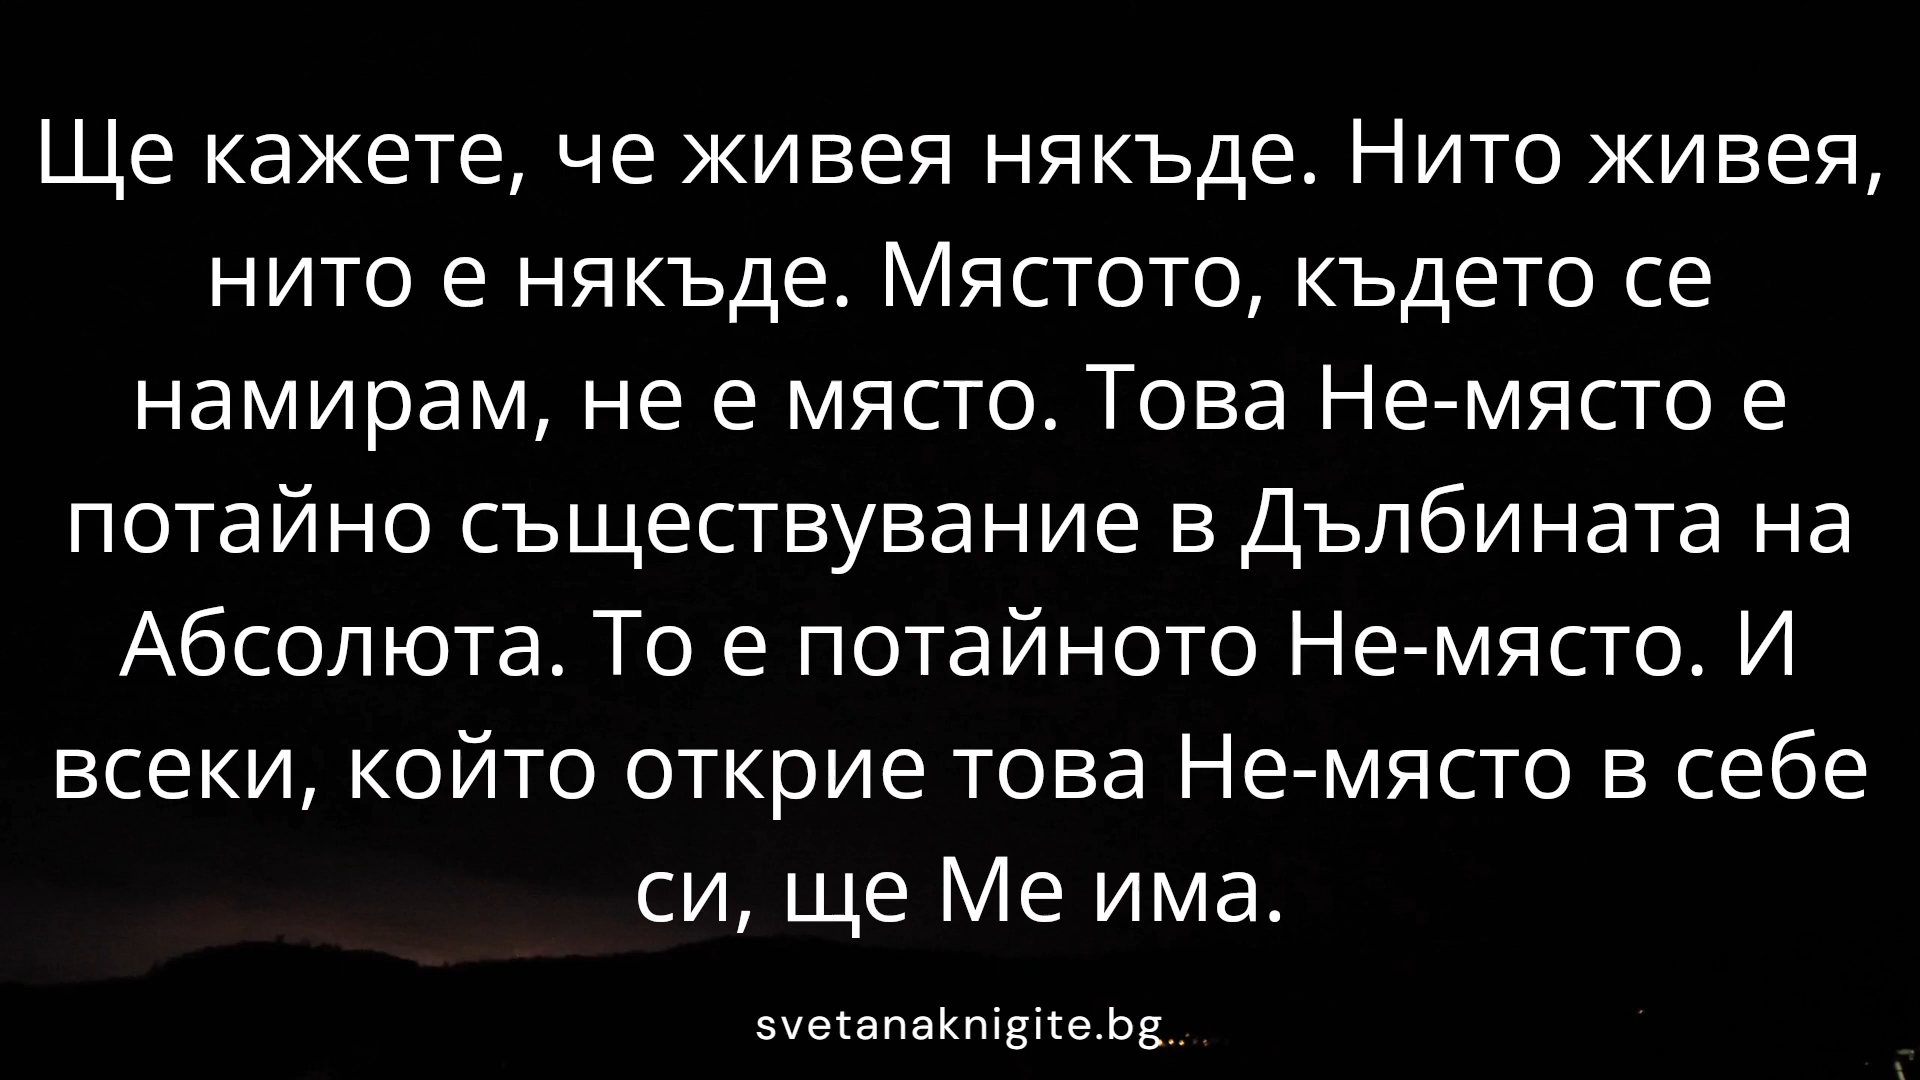 Ще кажете, че живея някъде. Нито живея,
нито е някъде. Мястото, където се
намирам, не е място. Това Не-място е
потайно съществуване в Дълбината на
Абсолюта. То е потайното Не-място. И
всеки, който открие това Не-място в себе
си, ще Ме има.
svetanaknigite.bg